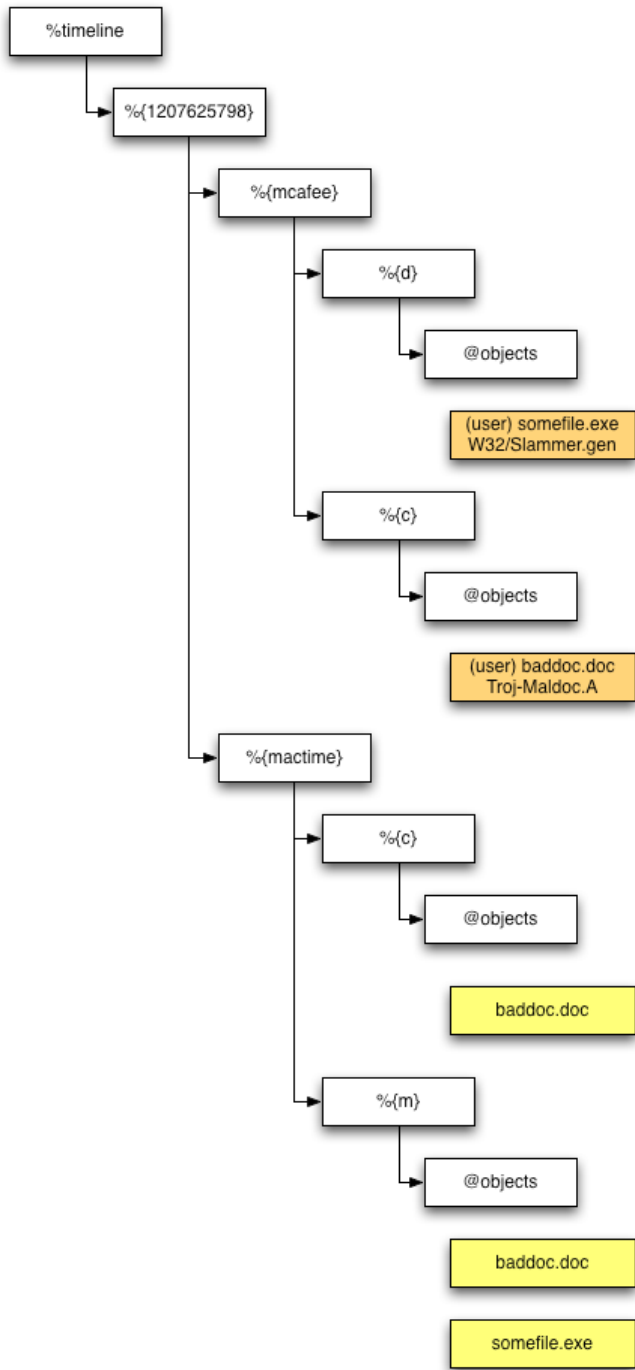 %timeline
%{1207625798}
%{mcafee}
%{d}
@objects
(user) somefile.exe
W32/Slammer.gen
%{c}
@objects
(user) baddoc.doc
Troj-Maldoc.A
%{mactime}
%{c}
@objects
baddoc.doc
%{m}
@objects
baddoc.doc
somefile.exe